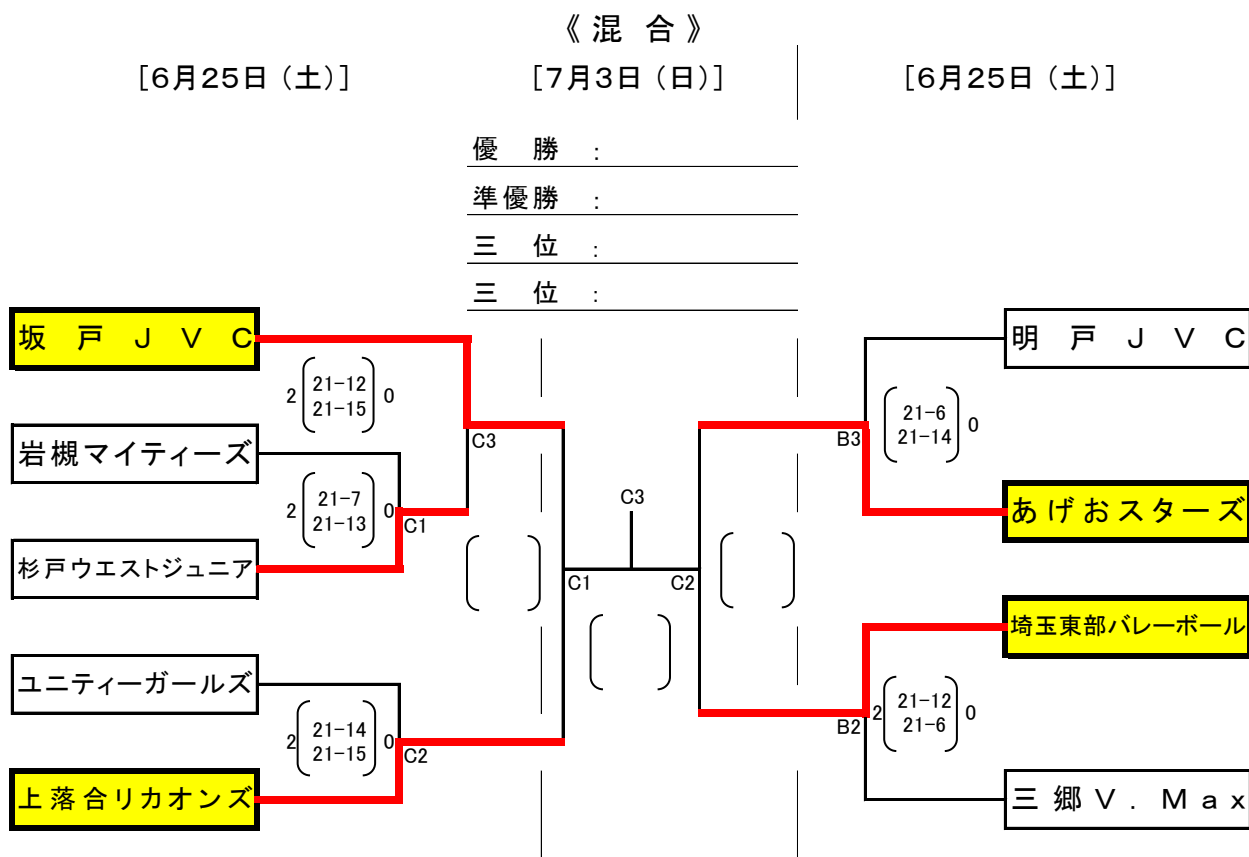 《 混 合 》
[6月25日（土）]
[7月3日（日）]
[6月25日（土）]
優 勝 ：
準優勝 ：
三 位 ：
三 位 ：
坂 戸 J V C
2 21-12 0
21-15
C3
岩槻マイティーズ
2 21-7 0
21-13
C1
杉戸ウエストジュニア
ユニティーガールズ
2 21-14 0
21-15
C2
上落合リカオンズ
C1
C3
C2
明 戸 J V C
B3
21-6 0
21-14
あげおスターズ
埼玉東部バレーボール
B2
2 21-12 0
21-6
三 郷 V . M a x